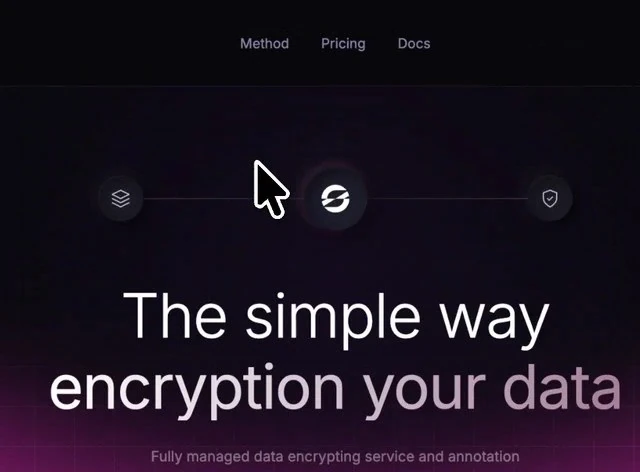 Method Pricing Docs
The simple way
encryption your data
Fully managed data encrypting service and annotation